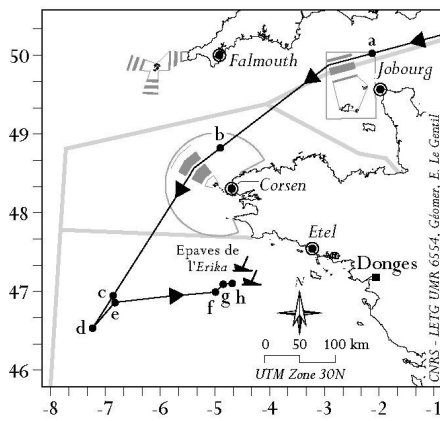 50
49
48
47
46
-8
-7
-6
-5
-4
-3
-2
-1
a
Falmouth
Jobourg
b
Corsen
Etel
Epaves de
l'Erika
Donges
c
d
e
f g h
N
0 50 100 km
UTM Zone 30N
CNRS - LETG UMR 6554, Géomer, E. Le Gentil